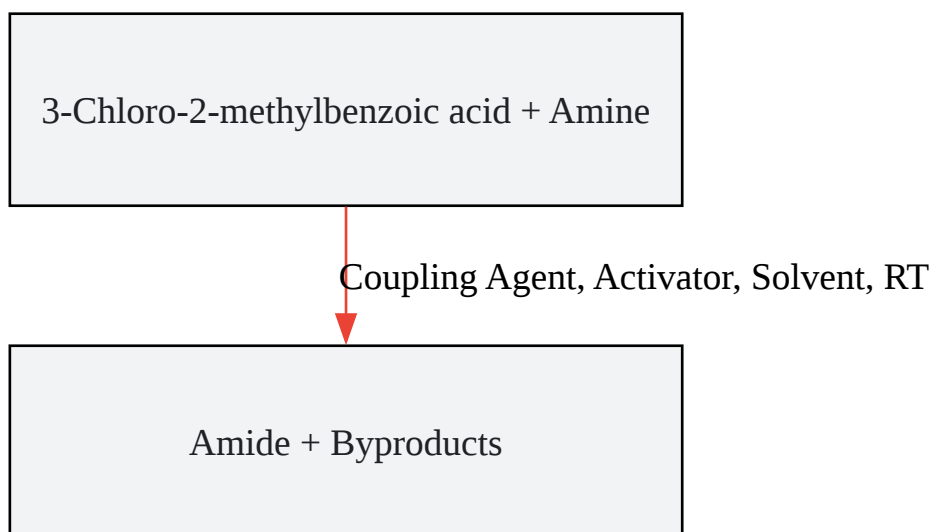 3-Chloro-2-methylbenzoic acid + Amine
Coupling Agent, Activator, Solvent, RT
Amide + Byproducts